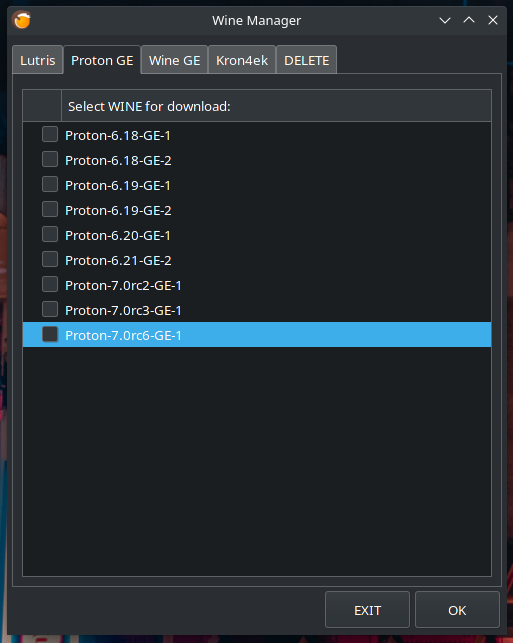 Wine Manager
Lutris Proton GE Wine GE Kron4ek DELETE
Select WINE for download:
Proton-6.18-GE-1
Proton-6.18-GE-2
Proton-6.19-GE-1
Proton-6.19-GE-2
Proton-6.20-GE-1
Proton-6.21-GE-2
Proton-7.0rc2-GE-1
Proton-7.0rc3-GE-1
Proton-7.0rc6-GE-1
EXIT OK